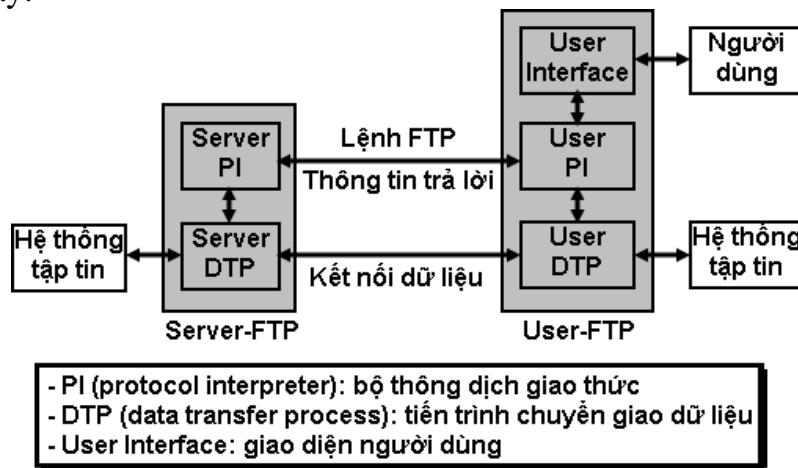 User
Interface
Người
dùng
Server
PI
Lệnh FTP
Thông tin trả lời
User
PI
Hệ thống
tập tin
Server
DTP
Kết nối dữ liệu
User
DTP
Hệ thống
tập tin
Server-FTP
User-FTP
- PI (protocol interpreter): bộ thông dịch giao thức
- DTP (data transfer process): tiến trình chuyển giao dữ liệu
- User Interface: giao diện người dùng